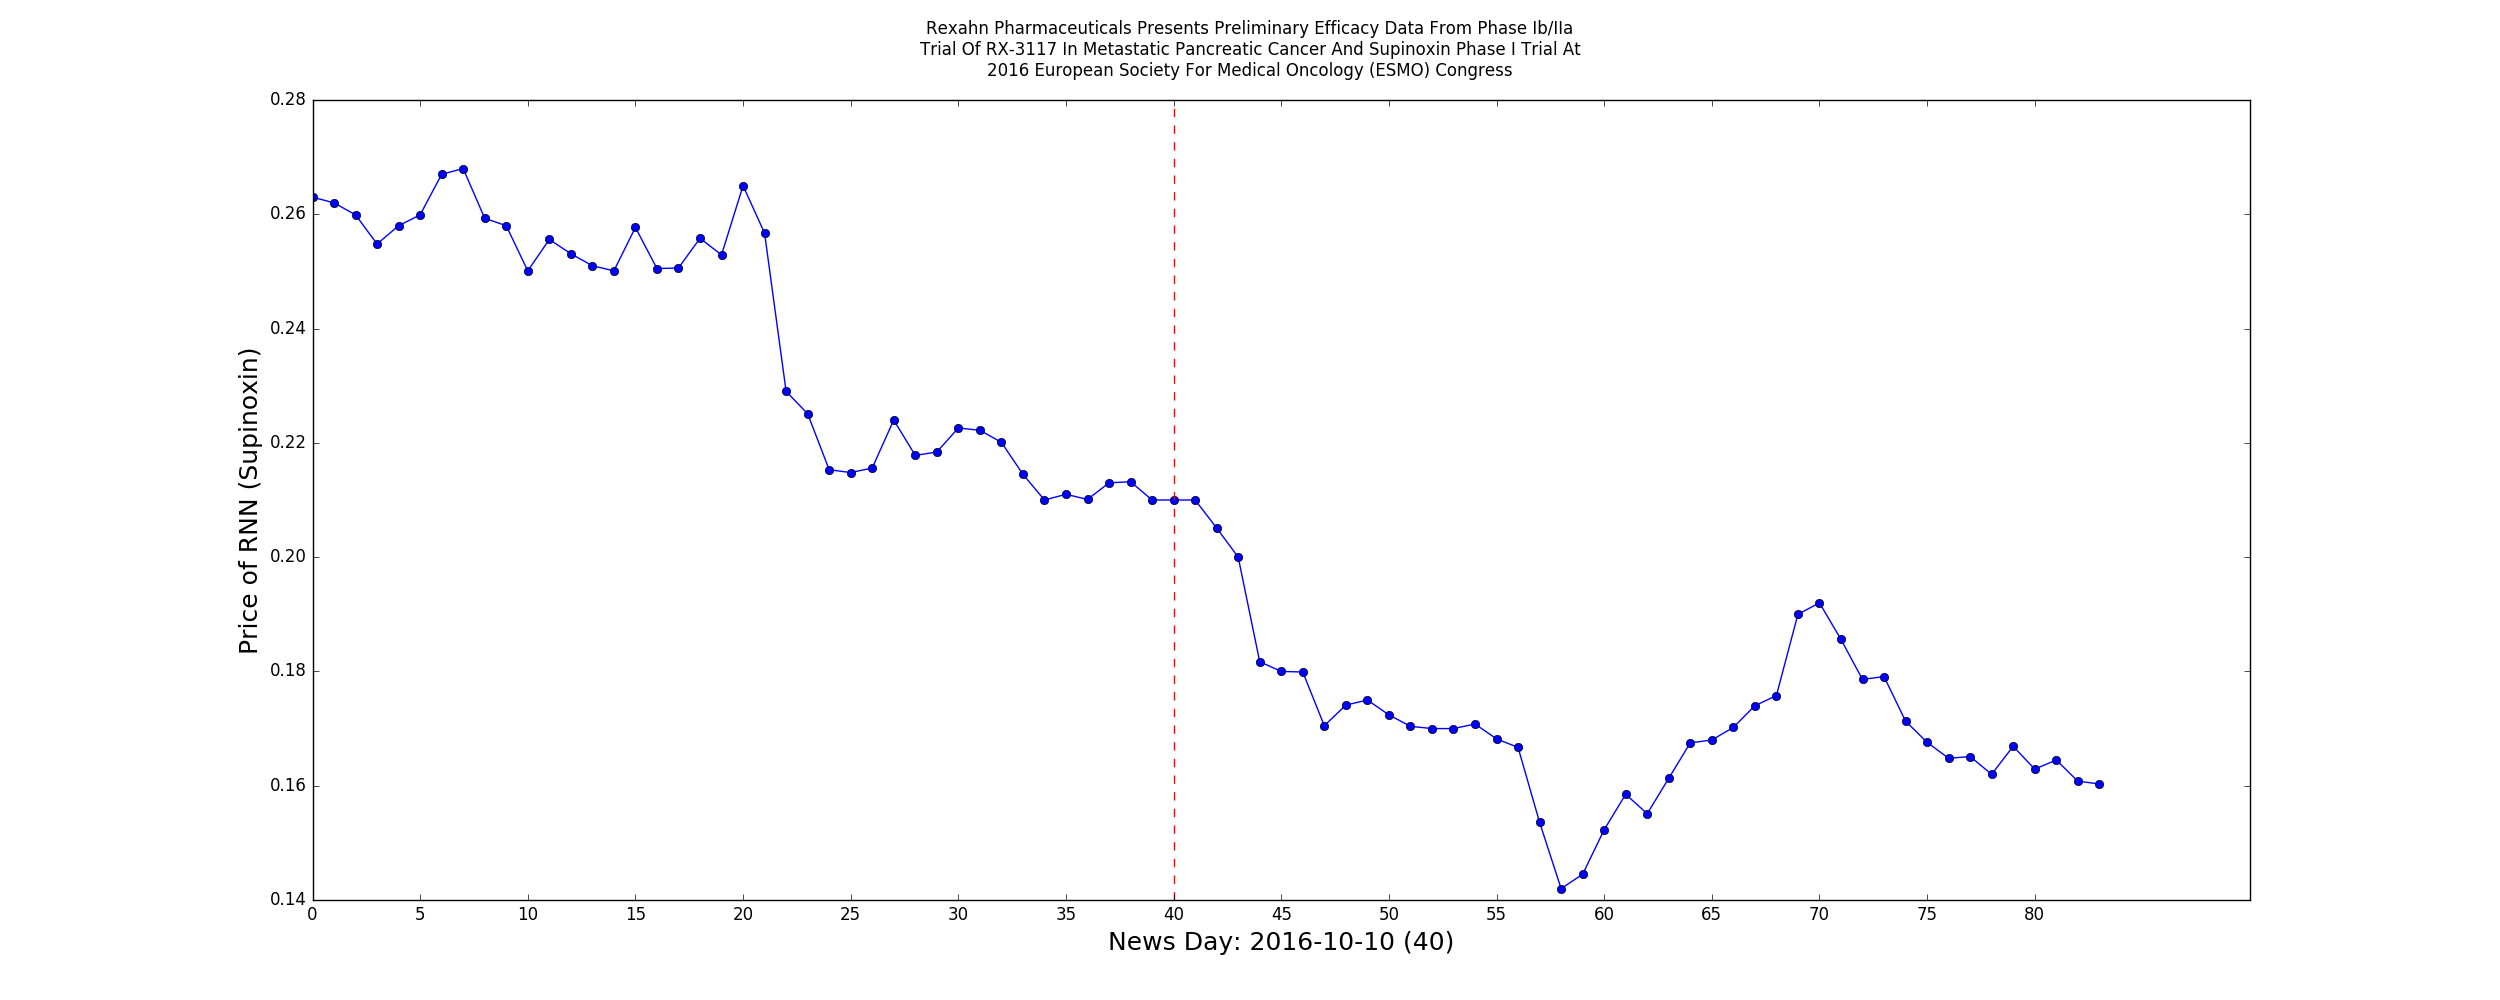 Rexahn Pharmaceuticals Presents Preliminary Efficacy Data From Phase Ib/IIa
Trial Of RX-3117 In Metastatic Pancreatic Cancer And Supinoxin Phase I Trial At
2016 European Society For Medical Oncology (ESMO) Congress
0.28
0.26
0.24
0.22
0.20
0.18
0.16
0.14
Price of RNN (Supinoxin)
0 5 10 15 20 25 30 35 40 45 50 55 60 65 70 75 80
News Day: 2016-10-10 (40)